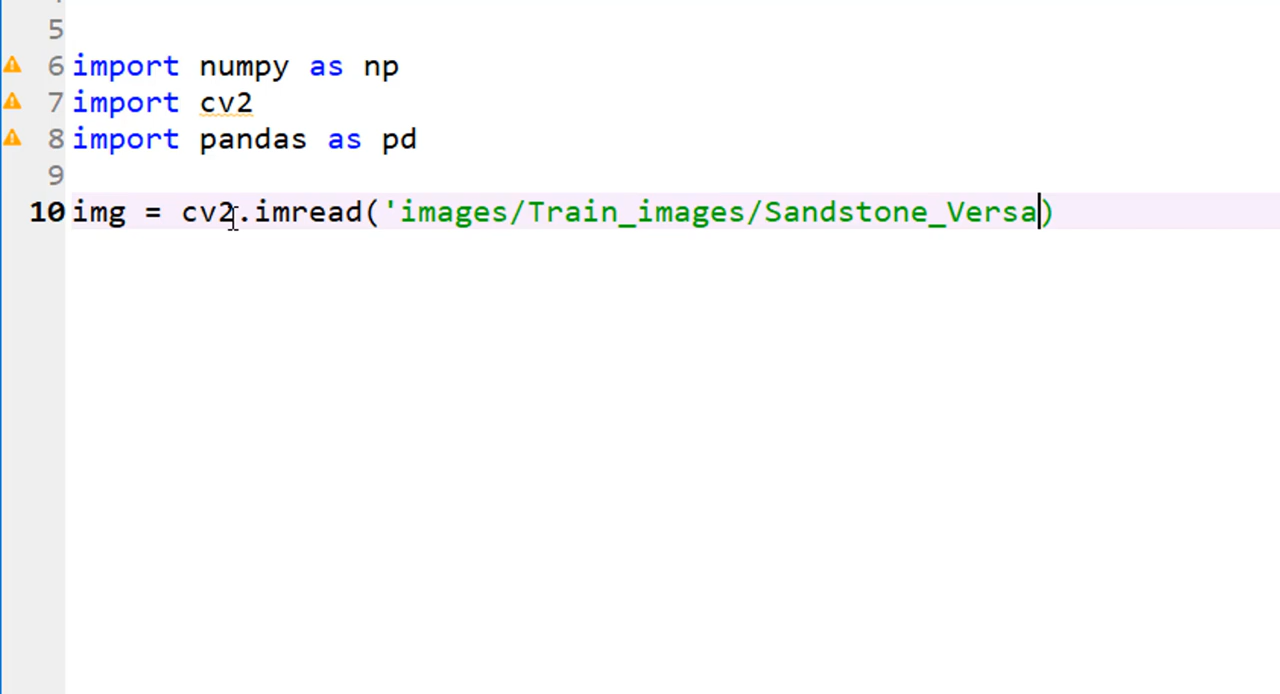 5
6 import numpy as np
7 import cv2
8 import pandas as pd
9
10 img = cv2.imread('images/Train_images/Sandstone_Versa)